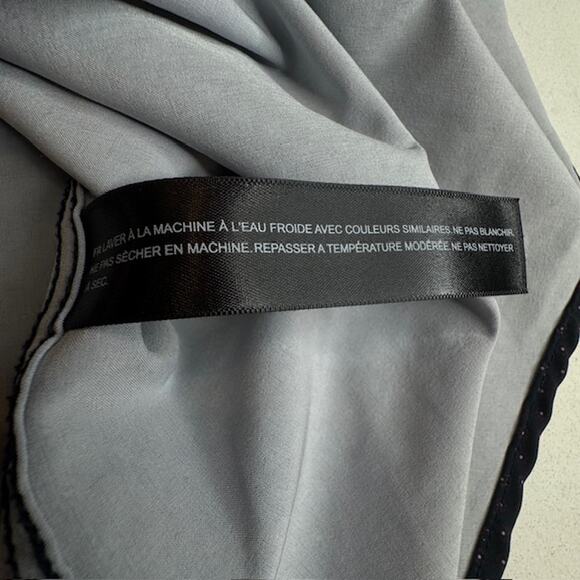 FR LAVER À LA MACHINE À L'EAU FROIDE AVEC COULEURS SIMILAIRES. NE PAS BLANCHIR.
NE PAS SÈCHER EN MACHINE. REPASSER A TEMPÉRATURE MODÉRÉE. NE PAS NETTOYER
A SEC.